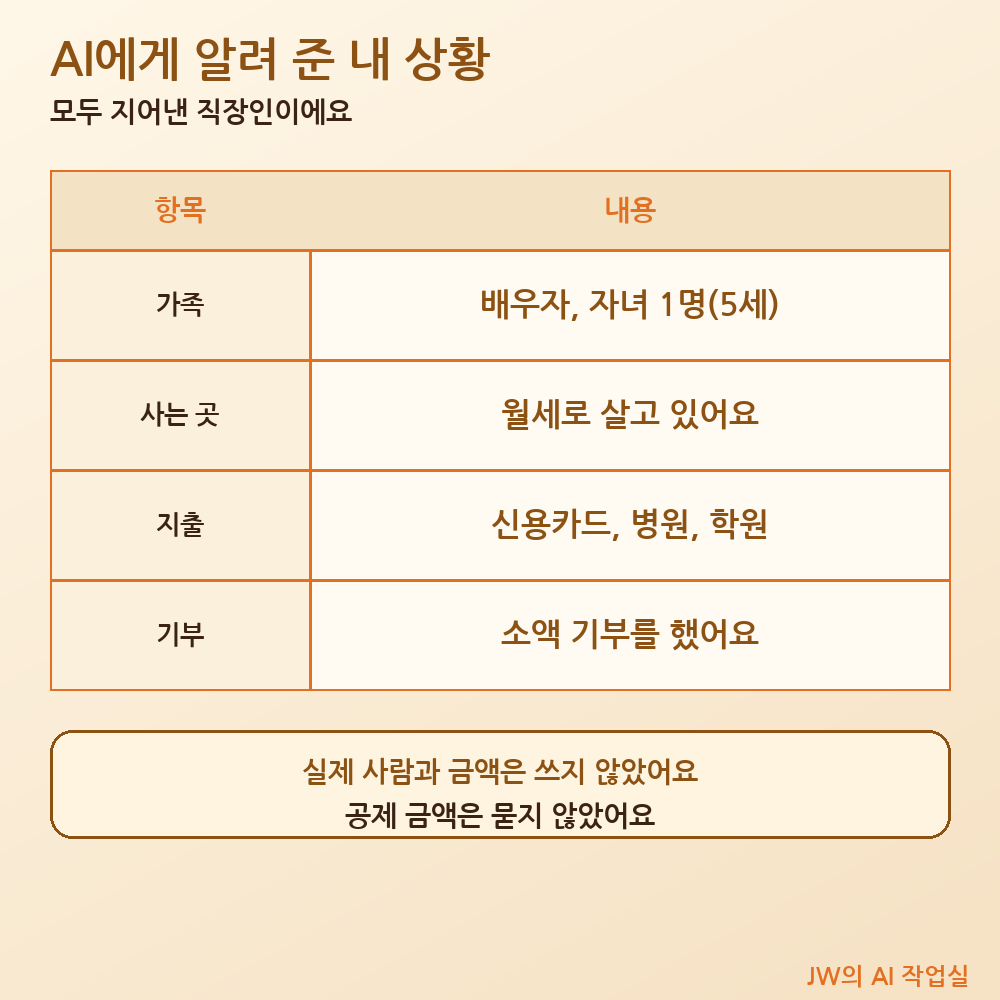 AI에게 알려 준 내 상황
모두 지어낸 직장인이에요
항목 내용
가족 배우자, 자녀 1명(5세)
사는 곳 월세로 살고 있어요
지출 신용카드, 병원, 학원
기부 소액 기부를 했어요
실제 사람과 금액은 쓰지 않았어요
공제 금액은 묻지 않았어요
JW의 AI 작업실